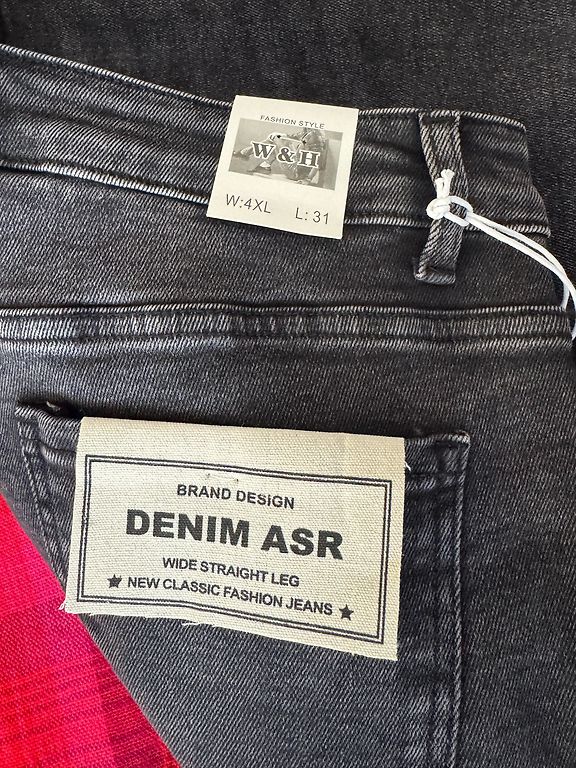 FASHION STYLE
W & H
W:4XL L: 31
BRAND DESIGN
DENIM ASR
WIDE STRAIGHT LEG
★ NEW CLASSIC FASHION JEANS ★